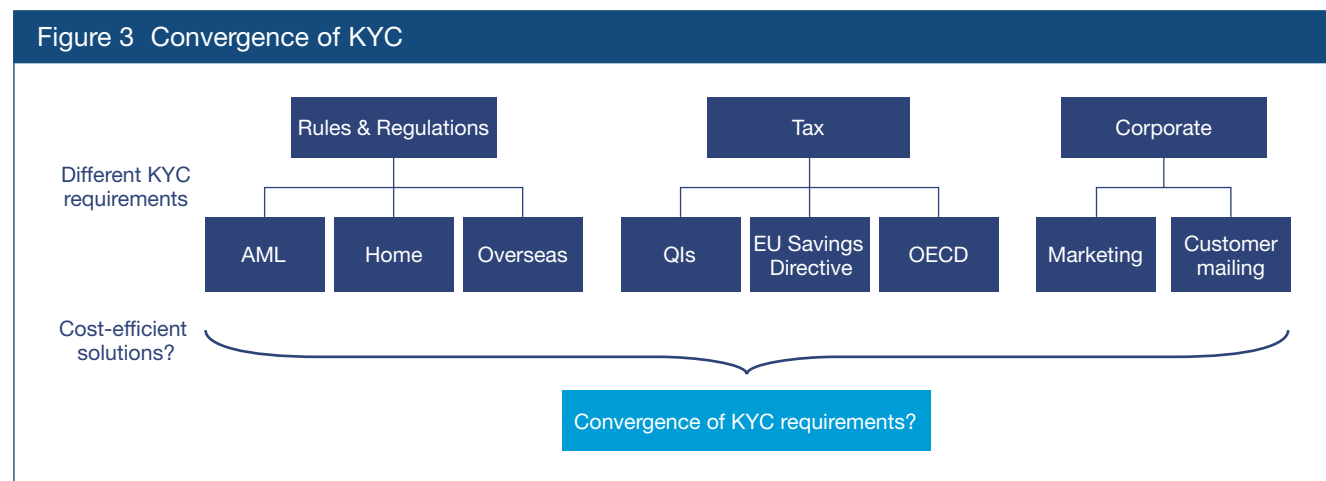 Figure 3 Convergence of KYC
Rules & Regulations
Tax
Corporate
Different KYC
requirements
AML
Home
Overseas
QIs
EU Savings
Directive
OECD
Marketing
Customer
mailing
Cost-efficient
solutions?
Convergence of KYC requirements?